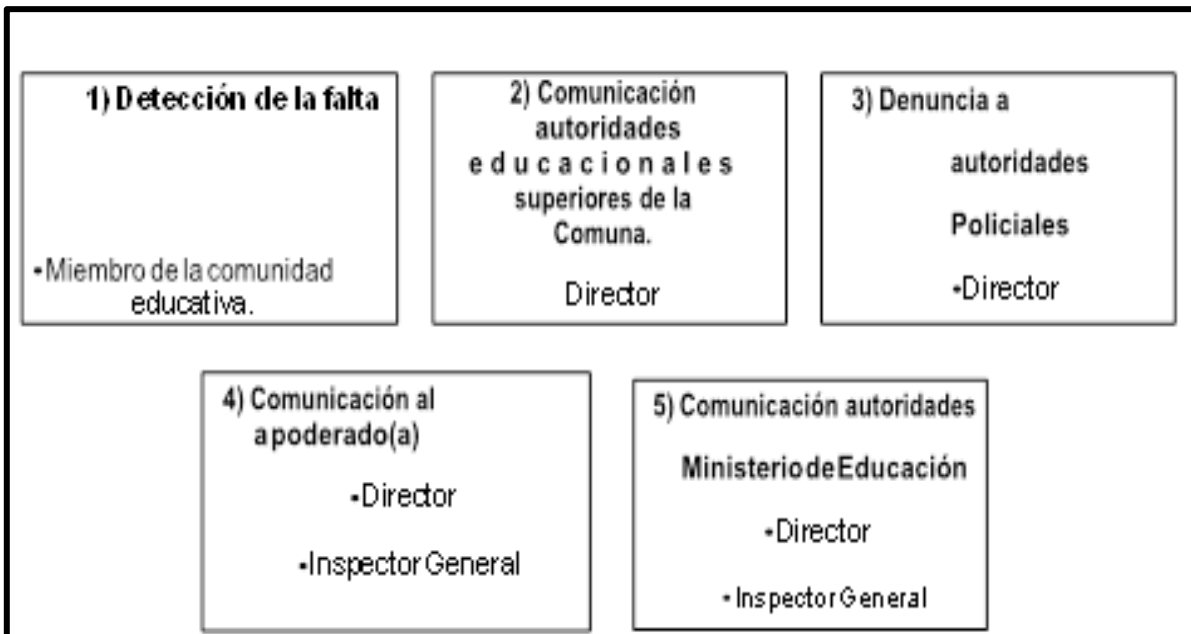 1) Detección de la falta
•Miembro de la comunidad
educativa.
2) Comunicación
autoridades
educacionales
superiores de la
Comuna.
Director
3) Denuncia a
autoridades
Policiales
•Director
4) Comunicación al
apoderado(a)
•Director
•Inspector General
5) Comunicación autoridades
Ministerio de Educación
•Director
•Inspector General